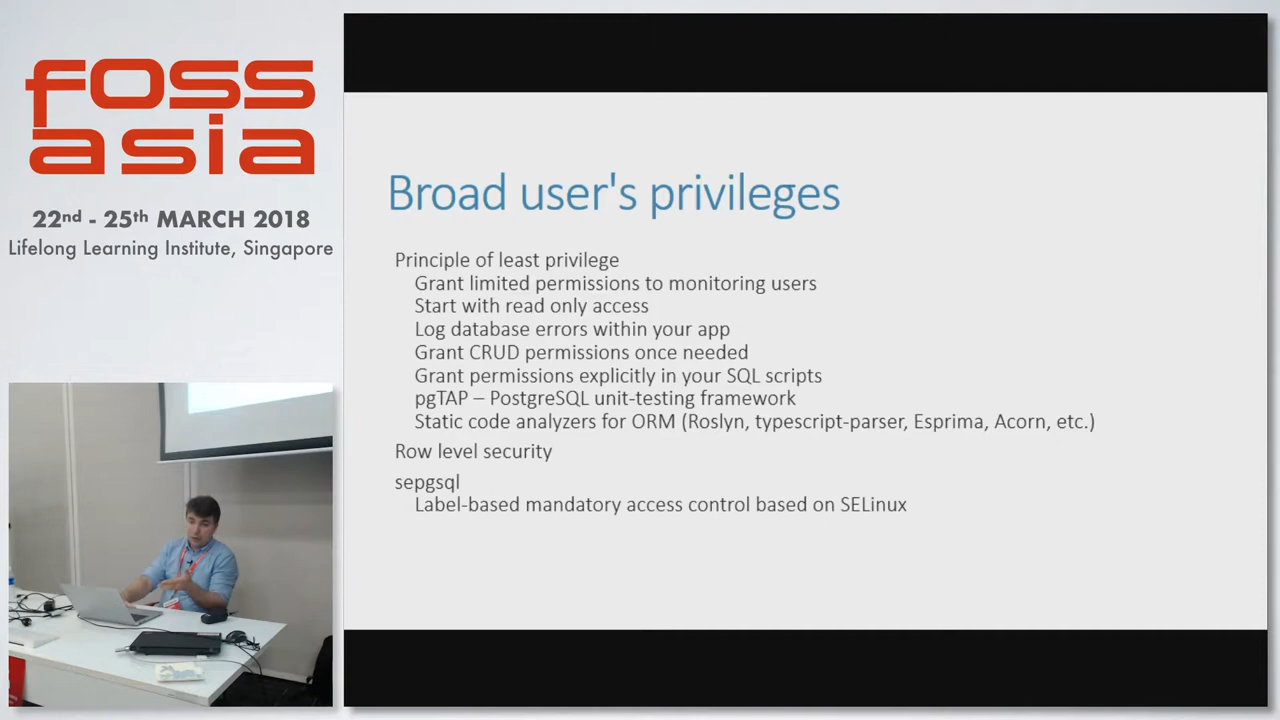 foss
asia
22nd - 25th MARCH 2018
Lifelong Learning Institute, Singapore
Broad user's privileges
Principle of least privilege
Grant limited permissions to monitoring users
Start with read only access
Log database errors within your app
Grant CRUD permissions once needed
Grant permissions explicitly in your SQL scripts
pgTAP – PostgreSQL unit-testing framework
Static code analyzers for ORM (Roslyn, typescript-parser, Esprima, Acorn, etc.)
Row level security
sepgsql
Label-based mandatory access control based on SELinux